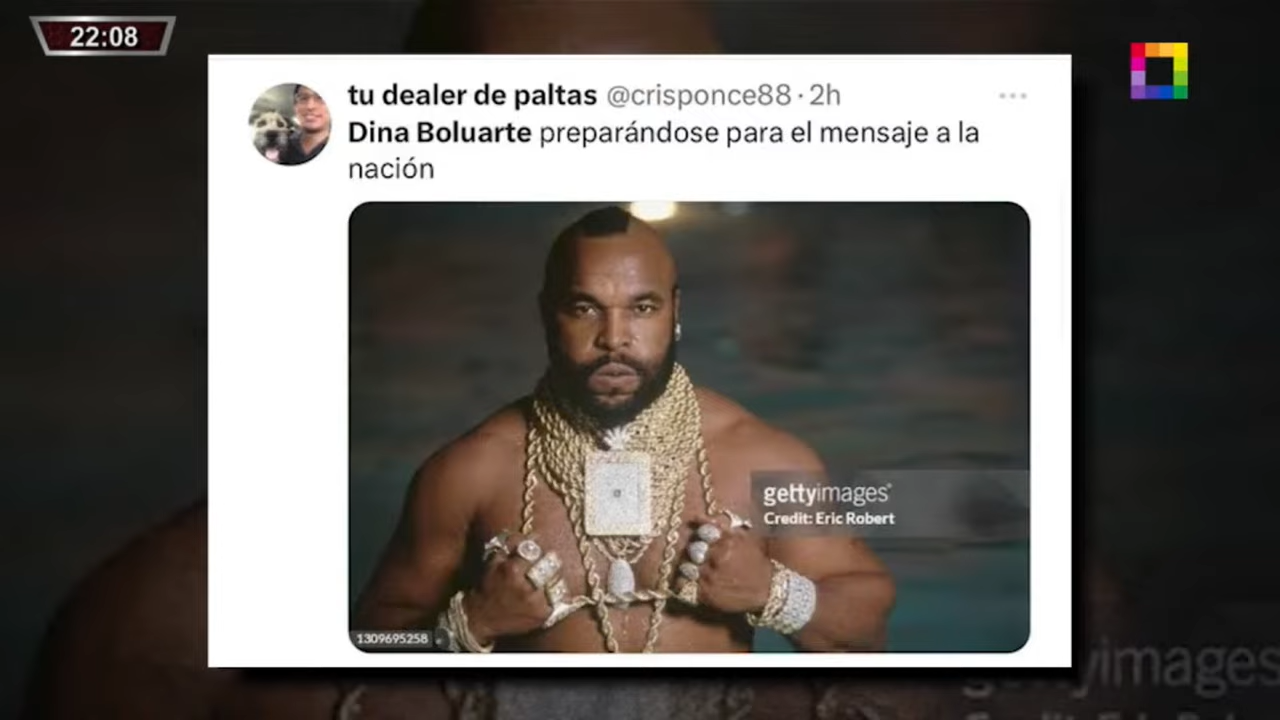 22:08
tu dealer de paltas @crisponce88 · 2h
Dina Boluarte preparándose para el mensaje a la
nación
gettyimages®
Credit: Eric Robert
1309695258
yimages